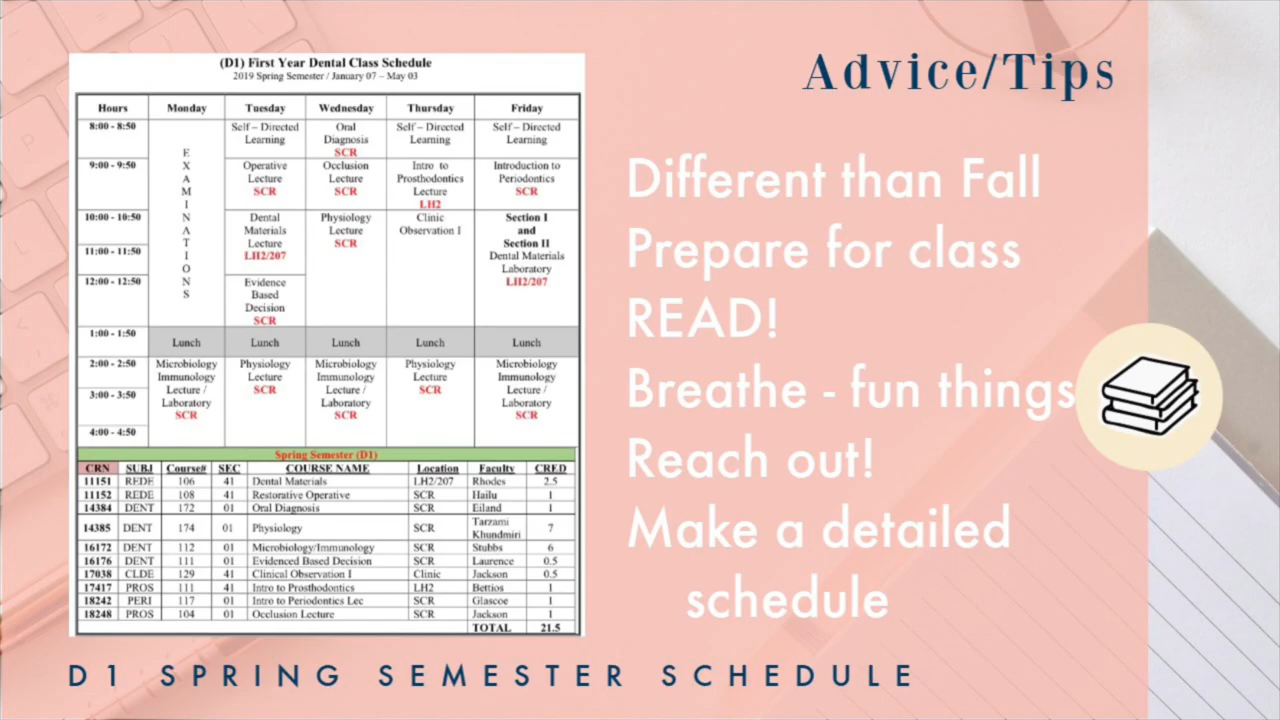 (D1) First Year Dental Class Schedule
2019 Spring Semester / January 07 – May 03
Hours Monday Tuesday Wednesday Thursday Friday
8:00 - 8:50
9:00 - 9:50
10:00 - 10:50
11:00 - 11:50
12:00 - 12:50
1:00 - 1:50
2:00 - 2:50
3:00 - 3:50
4:00 - 4:50
E
X
A
M
I
N
A
T
I
O
N
S
Lunch
Microbiology
Immunology
Lecture /
Laboratory
SCR
Self – Directed
Learning
Operative
Lecture
SCR
Dental
Materials
Lecture
LH2/207
Evidence
Based
Decision
SCR
Lunch
Physiology
Lecture
SCR
Oral
Diagnosis
SCR
Occlusion
Lecture
SCR
Physiology
Lecture
SCR
Lunch
Microbiology
Immunology
Lecture /
Laboratory
SCR
Self – Directed
Learning
Intro to
Prosthodontics
Lecture
LH2
Clinic
Observation I
Lunch
Physiology
Lecture
SCR
Self – Directed
Learning
Introduction to
Periodontics
SCR
Section I
and
Section II
Dental Materials
Laboratory
LH2/207
Lunch
Microbiology
Immunology
Lecture /
Laboratory
SCR
Spring Semester (D1)
CRN SUBJ Course# SEC COURSE NAME Location Faculty CRED
11151 REDE 106 41 Dental Materials LH2/207 Rhodes 2.5
11152 REDE 108 41 Restorative Operative SCR Hailu 1
14384 DENT 172 01 Oral Diagnosis SCR Eiland 1
14385 DENT 174 01 Physiology SCR Tarzami Khundmiri 7
16172 DENT 112 01 Microbiology/Immunology SCR Stubbs 6
16176 DENT 111 01 Evidenced Based Decision SCR Laurence 0.5
17038 CLDE 129 41 Clinical Observation I Clinic Jackson 0.5
17417 PROS 111 41 Intro to Prosthodontics LH2 Bettios 1
18242 PERI 117 01 Intro to Periodontics Lec SCR Glascoe 1
18248 PROS 104 01 Occlusion Lecture SCR Jackson 1
TOTAL 21.5
D1 SPRING SEMESTER SCHEDULE
Advice/Tips
Different than Fall
Prepare for class
READ!
Breathe - fun things
Reach out!
Make a detailed
schedule